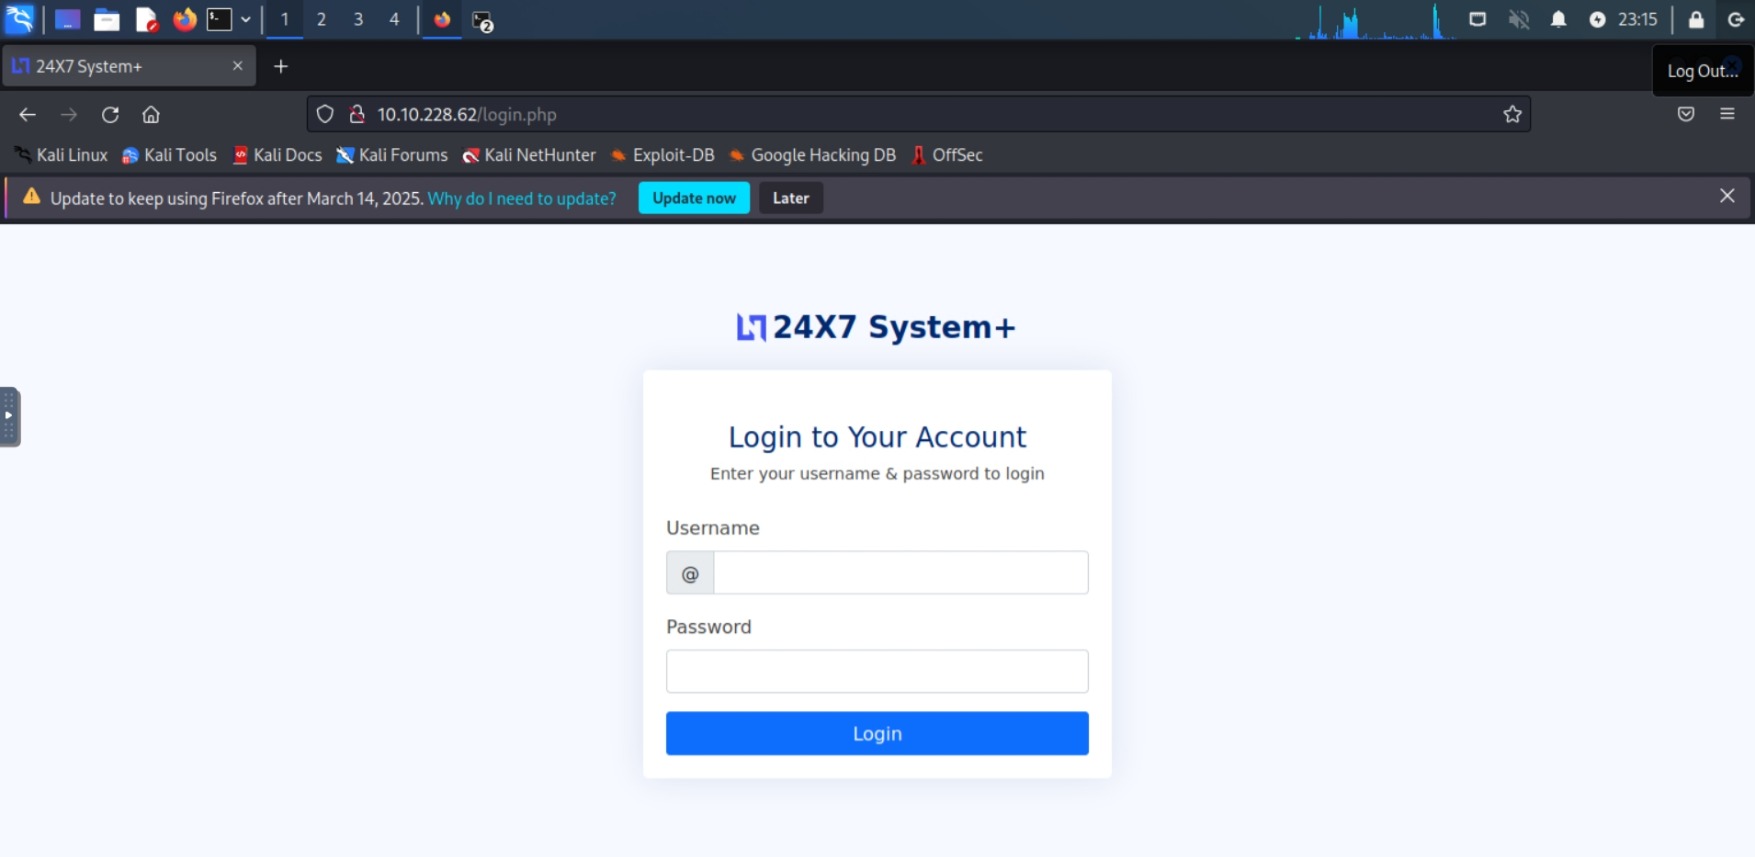 1 2 3 4 2 23:15
24X7 System+
Log Out...
10.10.228.62/login.php
Kali Linux Kali Tools Kali Docs Kali Forums Kali NetHunter Exploit-DB Google Hacking DB OffSec
Update to keep using Firefox after March 14, 2025. Why do I need to update? Update now Later
24X7 System+
Login to Your Account
Enter your username & password to login
Username
@
Password
Login